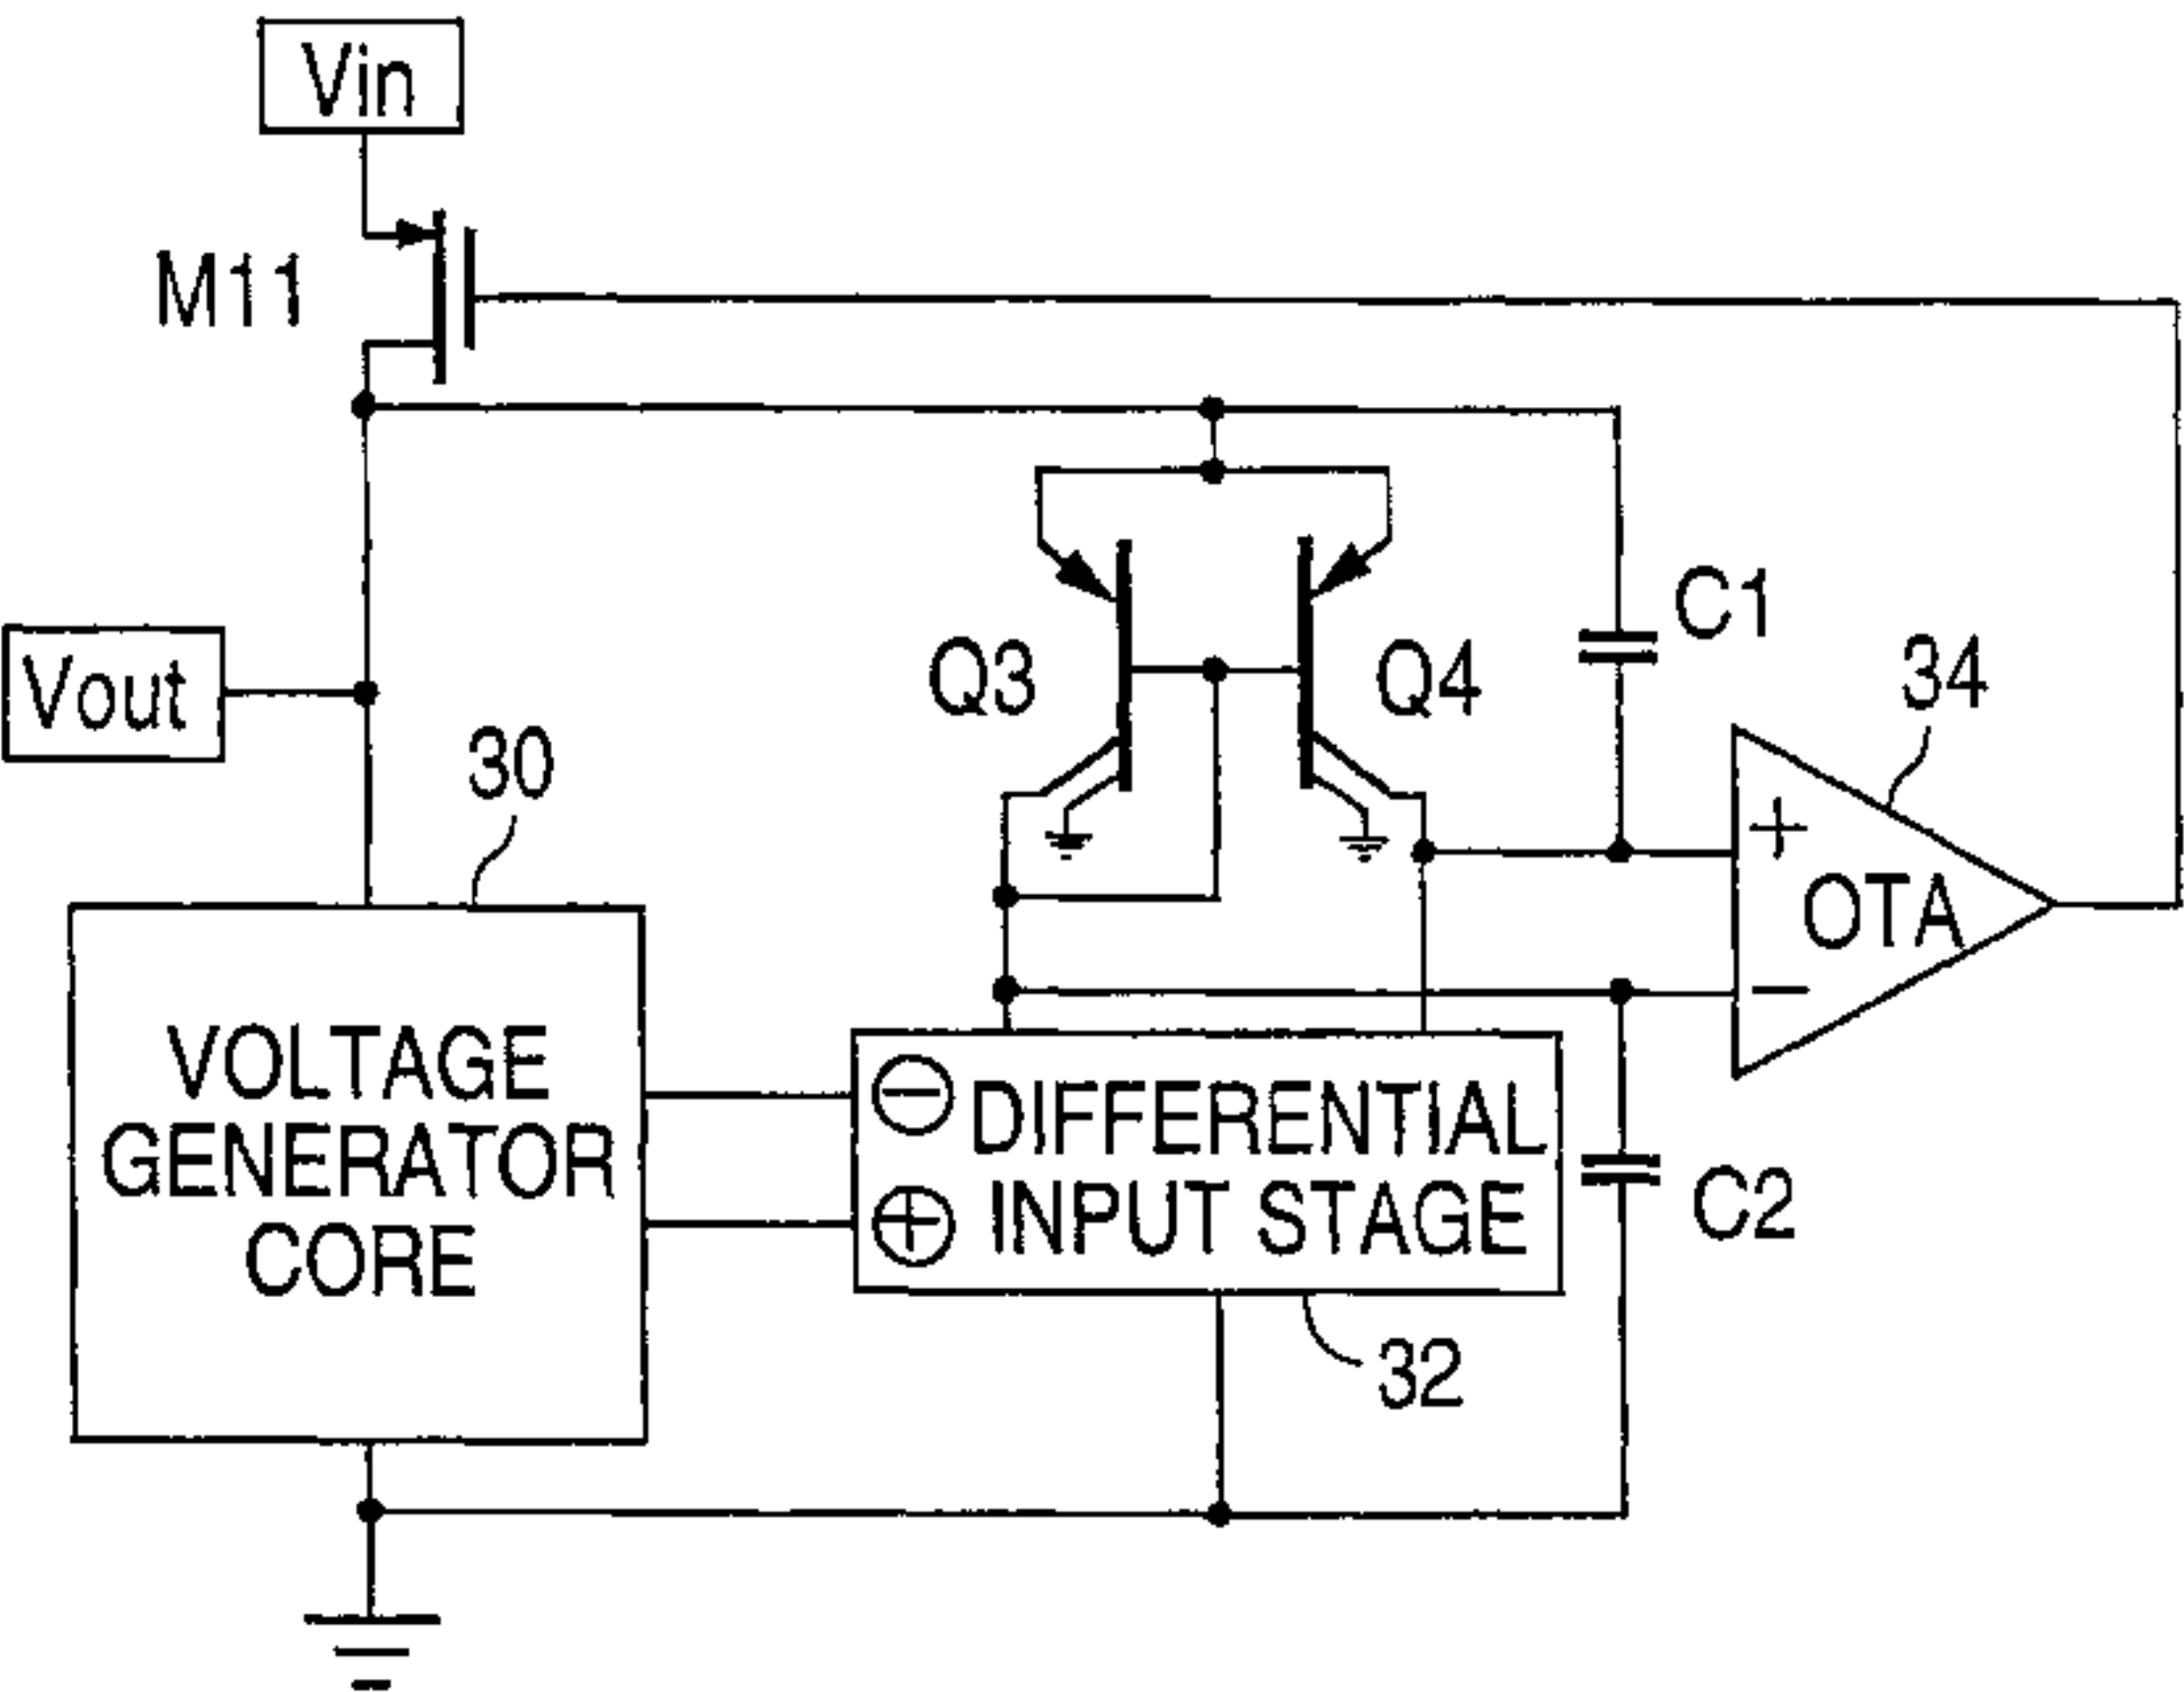 Vin
M11
C1
Q3
Q4
34
Vout
30
+
OTA
−
VOLTAGE
GENERATOR
CORE
− DIFFERENTIAL
+ INPUT STAGE
C2
32